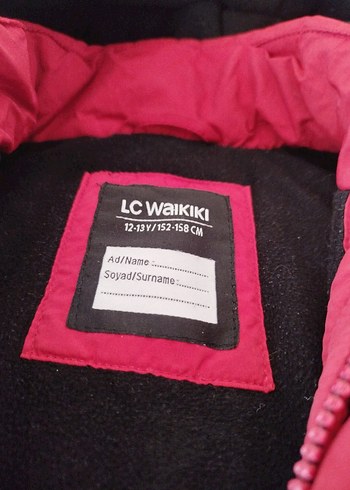 LC WAIKIKI
12-13 Y / 152-158 CM
Ad/Name :....................
Soyad/Surname:............
..............................